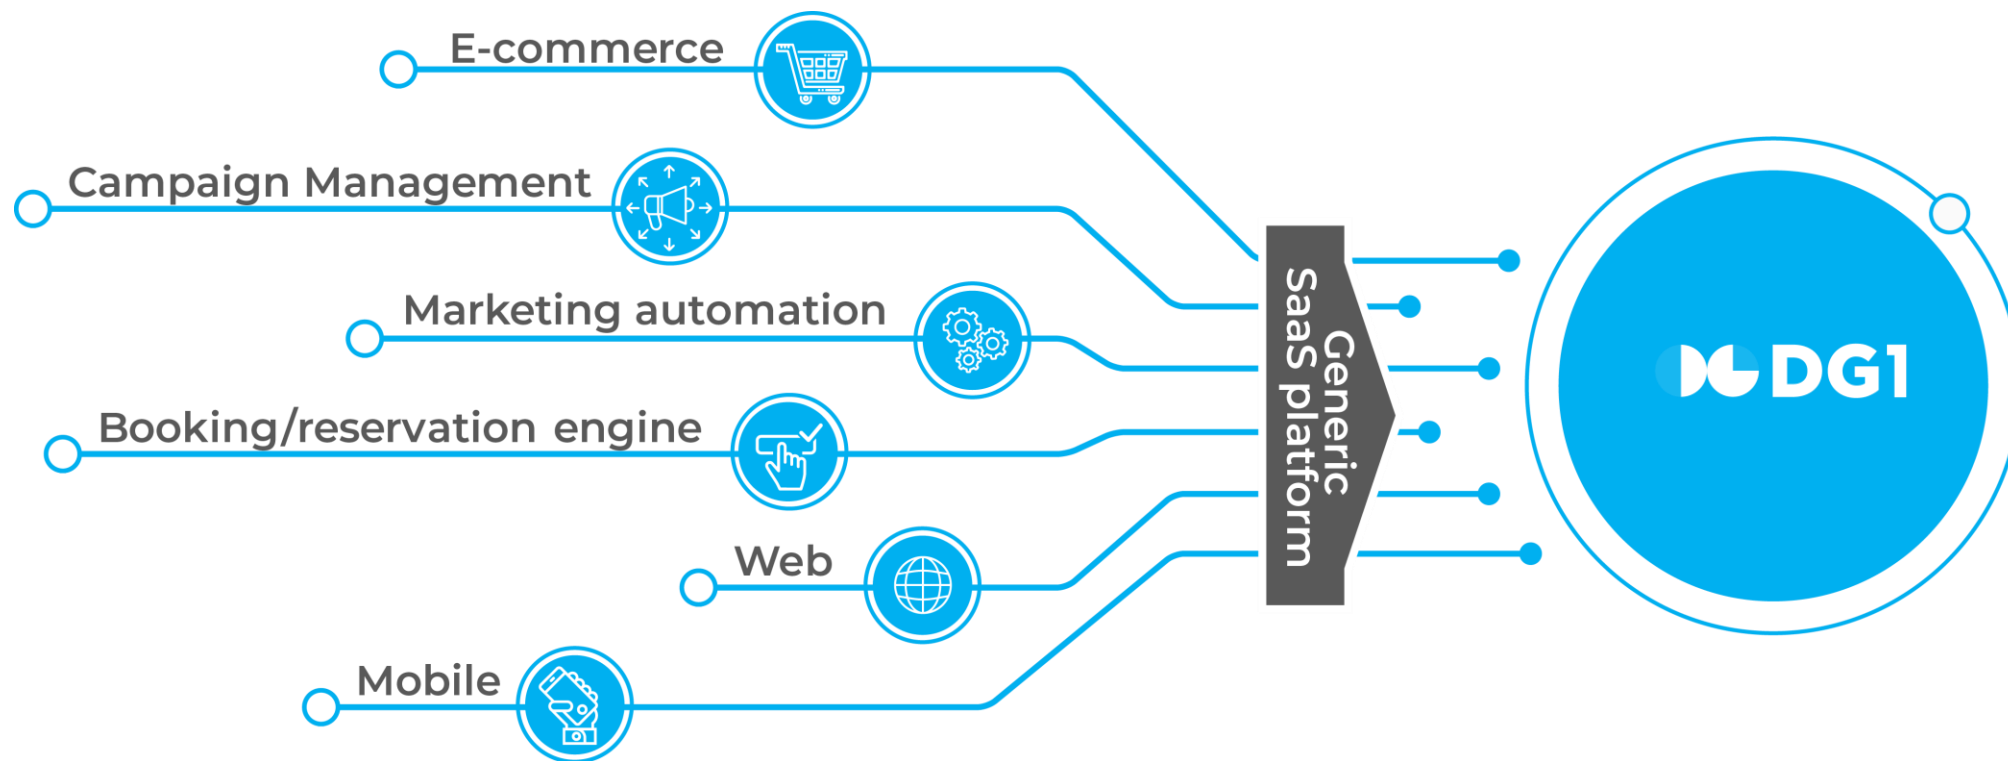 E-commerce
Campaign Management
Marketing automation
Booking/reservation engine
Web
Mobile
Generic
SaaS platform
DG1